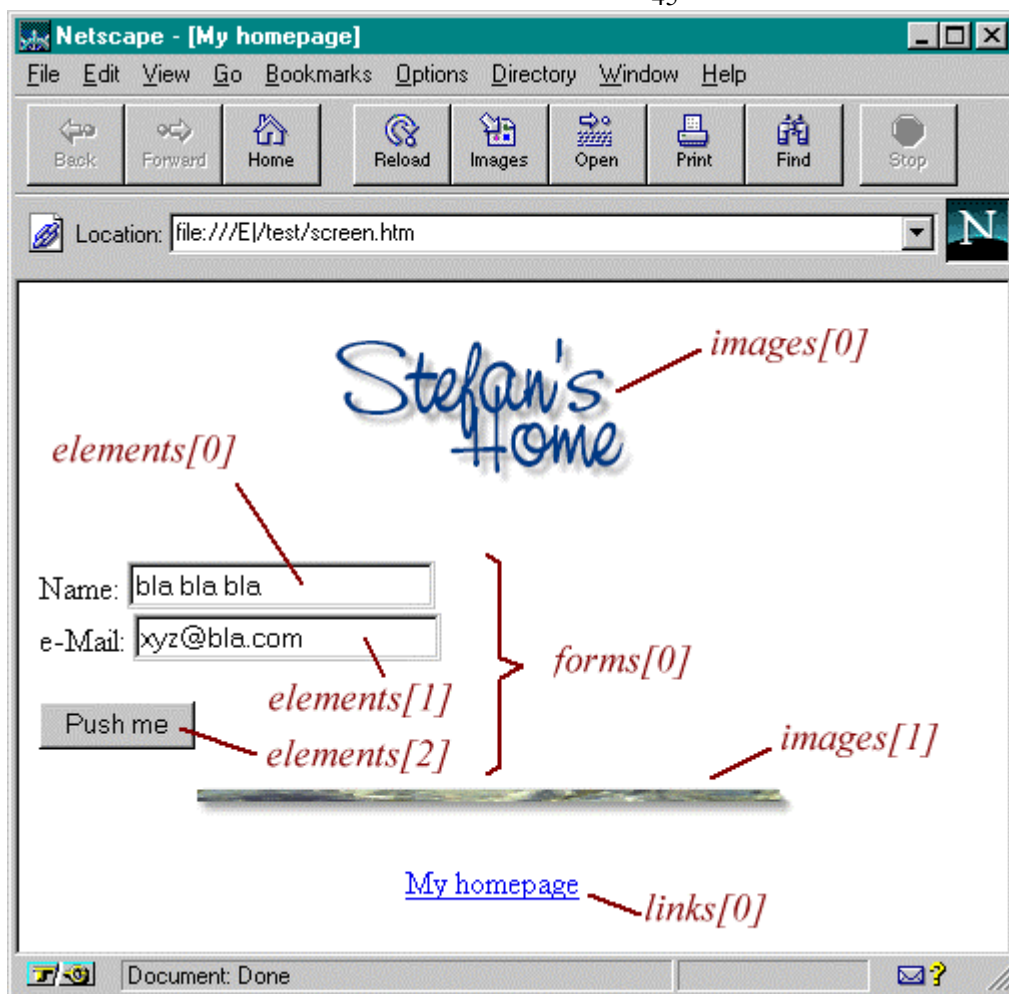 45
Netscape - [My homepage]
File Edit View Go Bookmarks Options Directory Window Help
Back Forward Home Reload Images Open Print Find Stop
Location: file:///E|/test/screen.htm
N
images[0]
Stefan's
Home
elements[0]
Name: bla bla bla
e-Mail: xyz@bla.com
forms[0]
elements[1]
Push me
elements[2]
images[1]
My homepage
links[0]
Document: Done